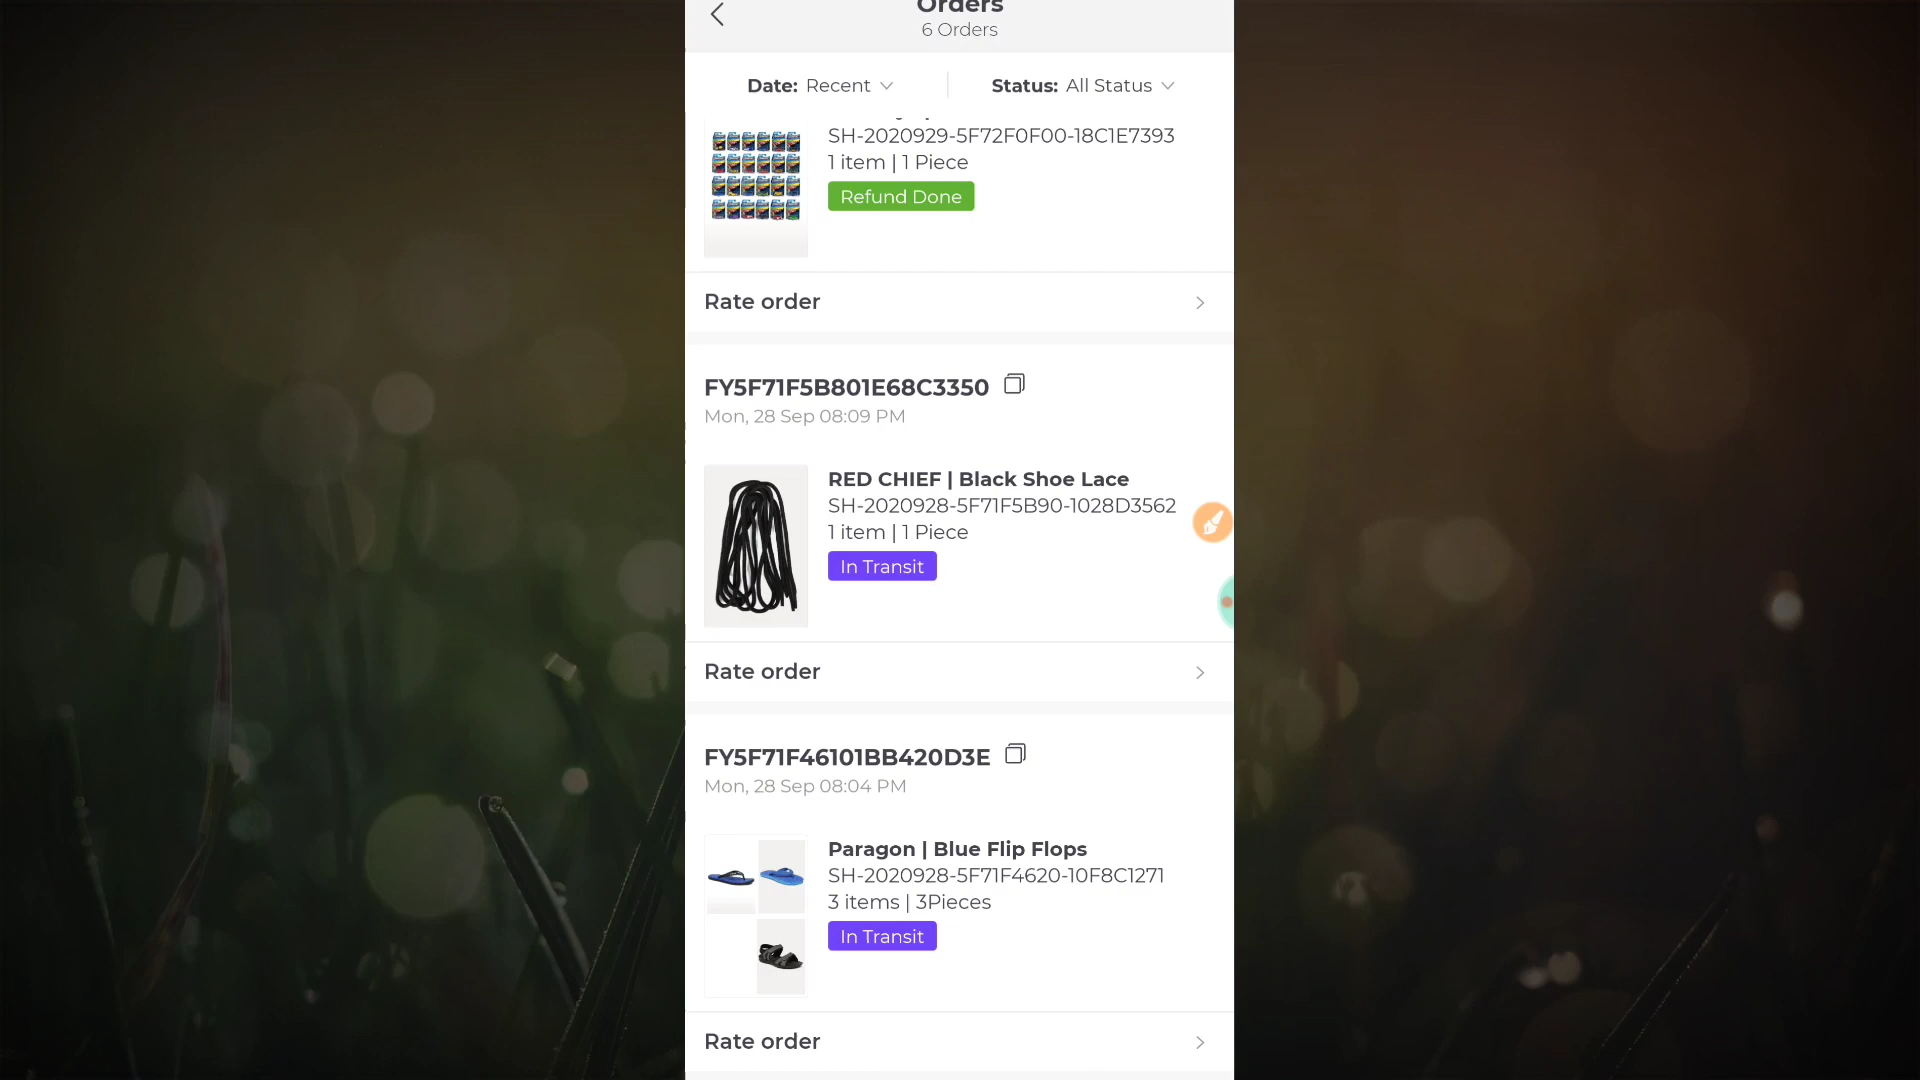 Orders
6 Orders
Date: Recent
Status: All Status
SH-2020929-5F72F0F00-18C1E7393
1 item | 1 Piece
Refund Done
Rate order
FY5F71F5B801E68C3350
Mon, 28 Sep 08:09 PM
RED CHIEF | Black Shoe Lace
SH-2020928-5F71F5B90-1028D3562
1 item | 1 Piece
In Transit
Rate order
FY5F71F46101BB420D3E
Mon, 28 Sep 08:04 PM
Paragon | Blue Flip Flops
SH-2020928-5F71F4620-10F8C1271
3 items | 3Pieces
In Transit
Rate order